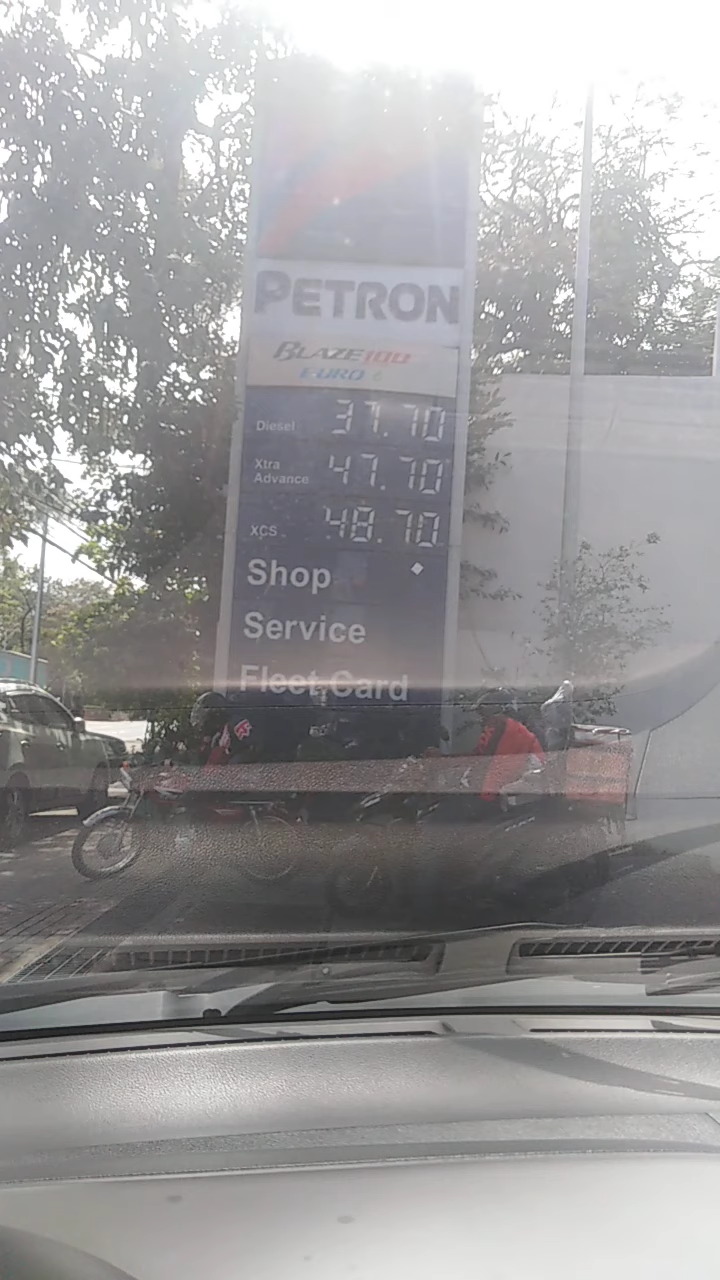 PETRON
BLAZE100
EURO
Diesel 37.70
Xtra Advance 47.70
XCS 48.70
Shop
Service
Fleet Card